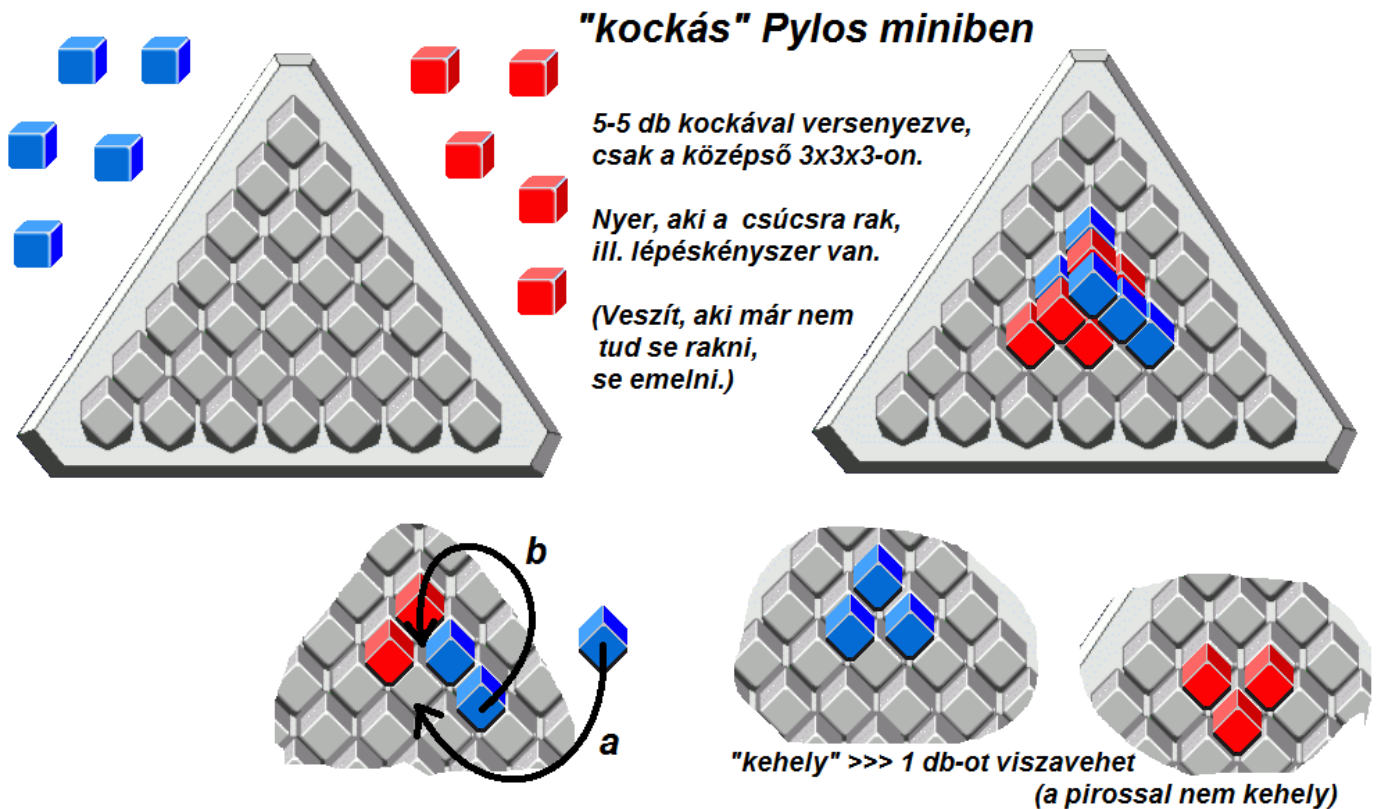 "kockás" Pylos miniben
5-5 db kockával versenyezve,
csak a középső 3x3x3-on.
Nyer, aki a csúcsra rak,
ill. lépéskényszer van.
(Veszít, aki már nem
tud se rakni,
se emelni.)
b
a
"kehely" >>> 1 db-ot viszavehet
(a pirossal nem kehely)